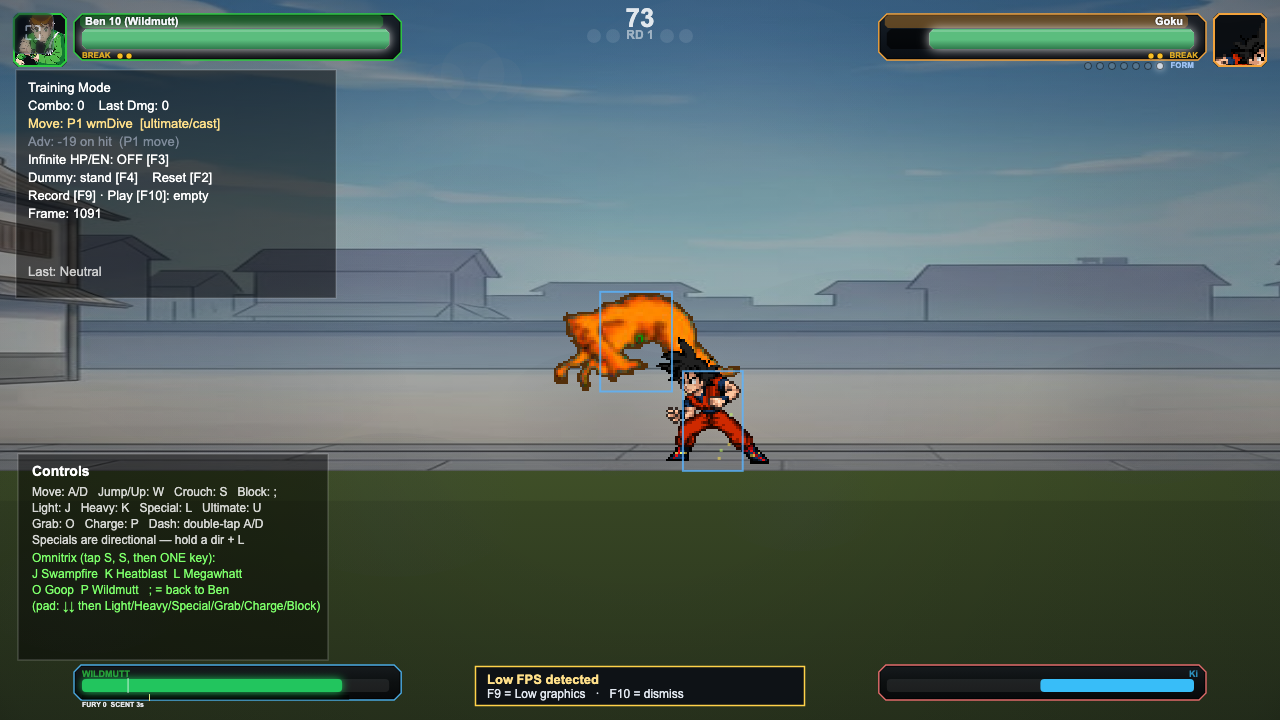 Ben 10 (Wildmutt)
BREAK
73
RD 1
Goku
BREAK
FORM
Training Mode
Combo: 0 Last Dmg: 0
Move: P1 wmDive [ultimate/cast]
Adv: -19 on hit (P1 move)
Infinite HP/EN: OFF [F3]
Dummy: stand [F4] Reset [F2]
Record [F9] · Play [F10]: empty
Frame: 1091
Last: Neutral
Controls
Move: A/D Jump/Up: W Crouch: S Block: ;
Light: J Heavy: K Special: L Ultimate: U
Grab: O Charge: P Dash: double-tap A/D
Specials are directional — hold a dir + L
Omnitrix (tap S, S, then ONE key):
J Swampfire K Heatblast L Megawhatt
O Goop P Wildmutt ; = back to Ben
(pad: ↓↓ then Light/Heavy/Special/Grab/Charge/Block)
WILDMUTT
FURY 0 SCENT 3s
Low FPS detected
F9 = Low graphics · F10 = dismiss
Ki